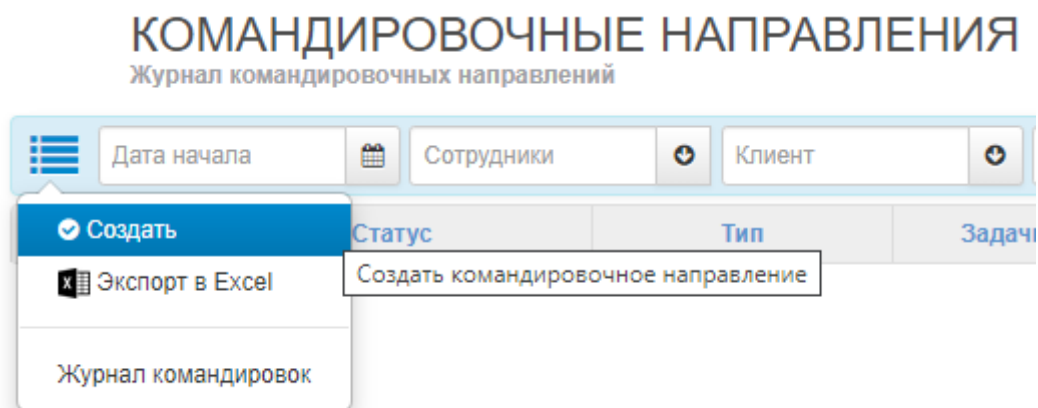 КОМАНДИРОВОЧНЫЕ НАПРАВЛЕНИЯ
Журнал командировочных направлений
Дата начала Сотрудники Клиент
Создать
Статус Тип Задачи
Создать командировочное направление
Экспорт в Excel
Журнал командировок